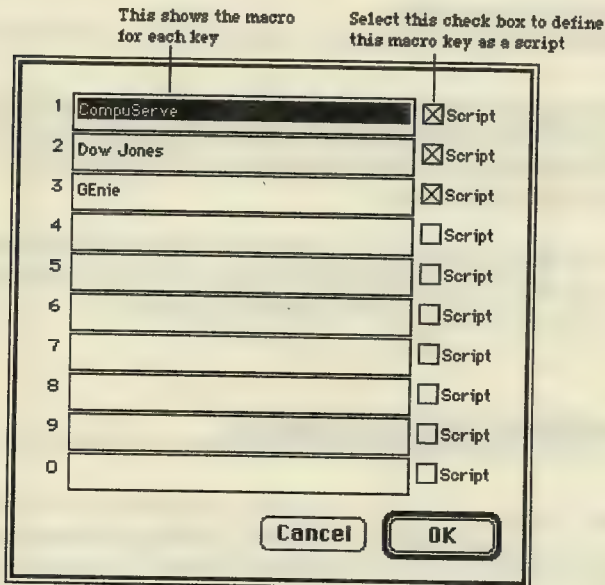 This shows the macro
for each key
Select this check box to define
this macro key as a script
1 CompuServe Script
2 Dow Jones Script
3 GEnie Script
4 Script
5 Script
6 Script
7 Script
8 Script
9 Script
0 Script
Cancel OK